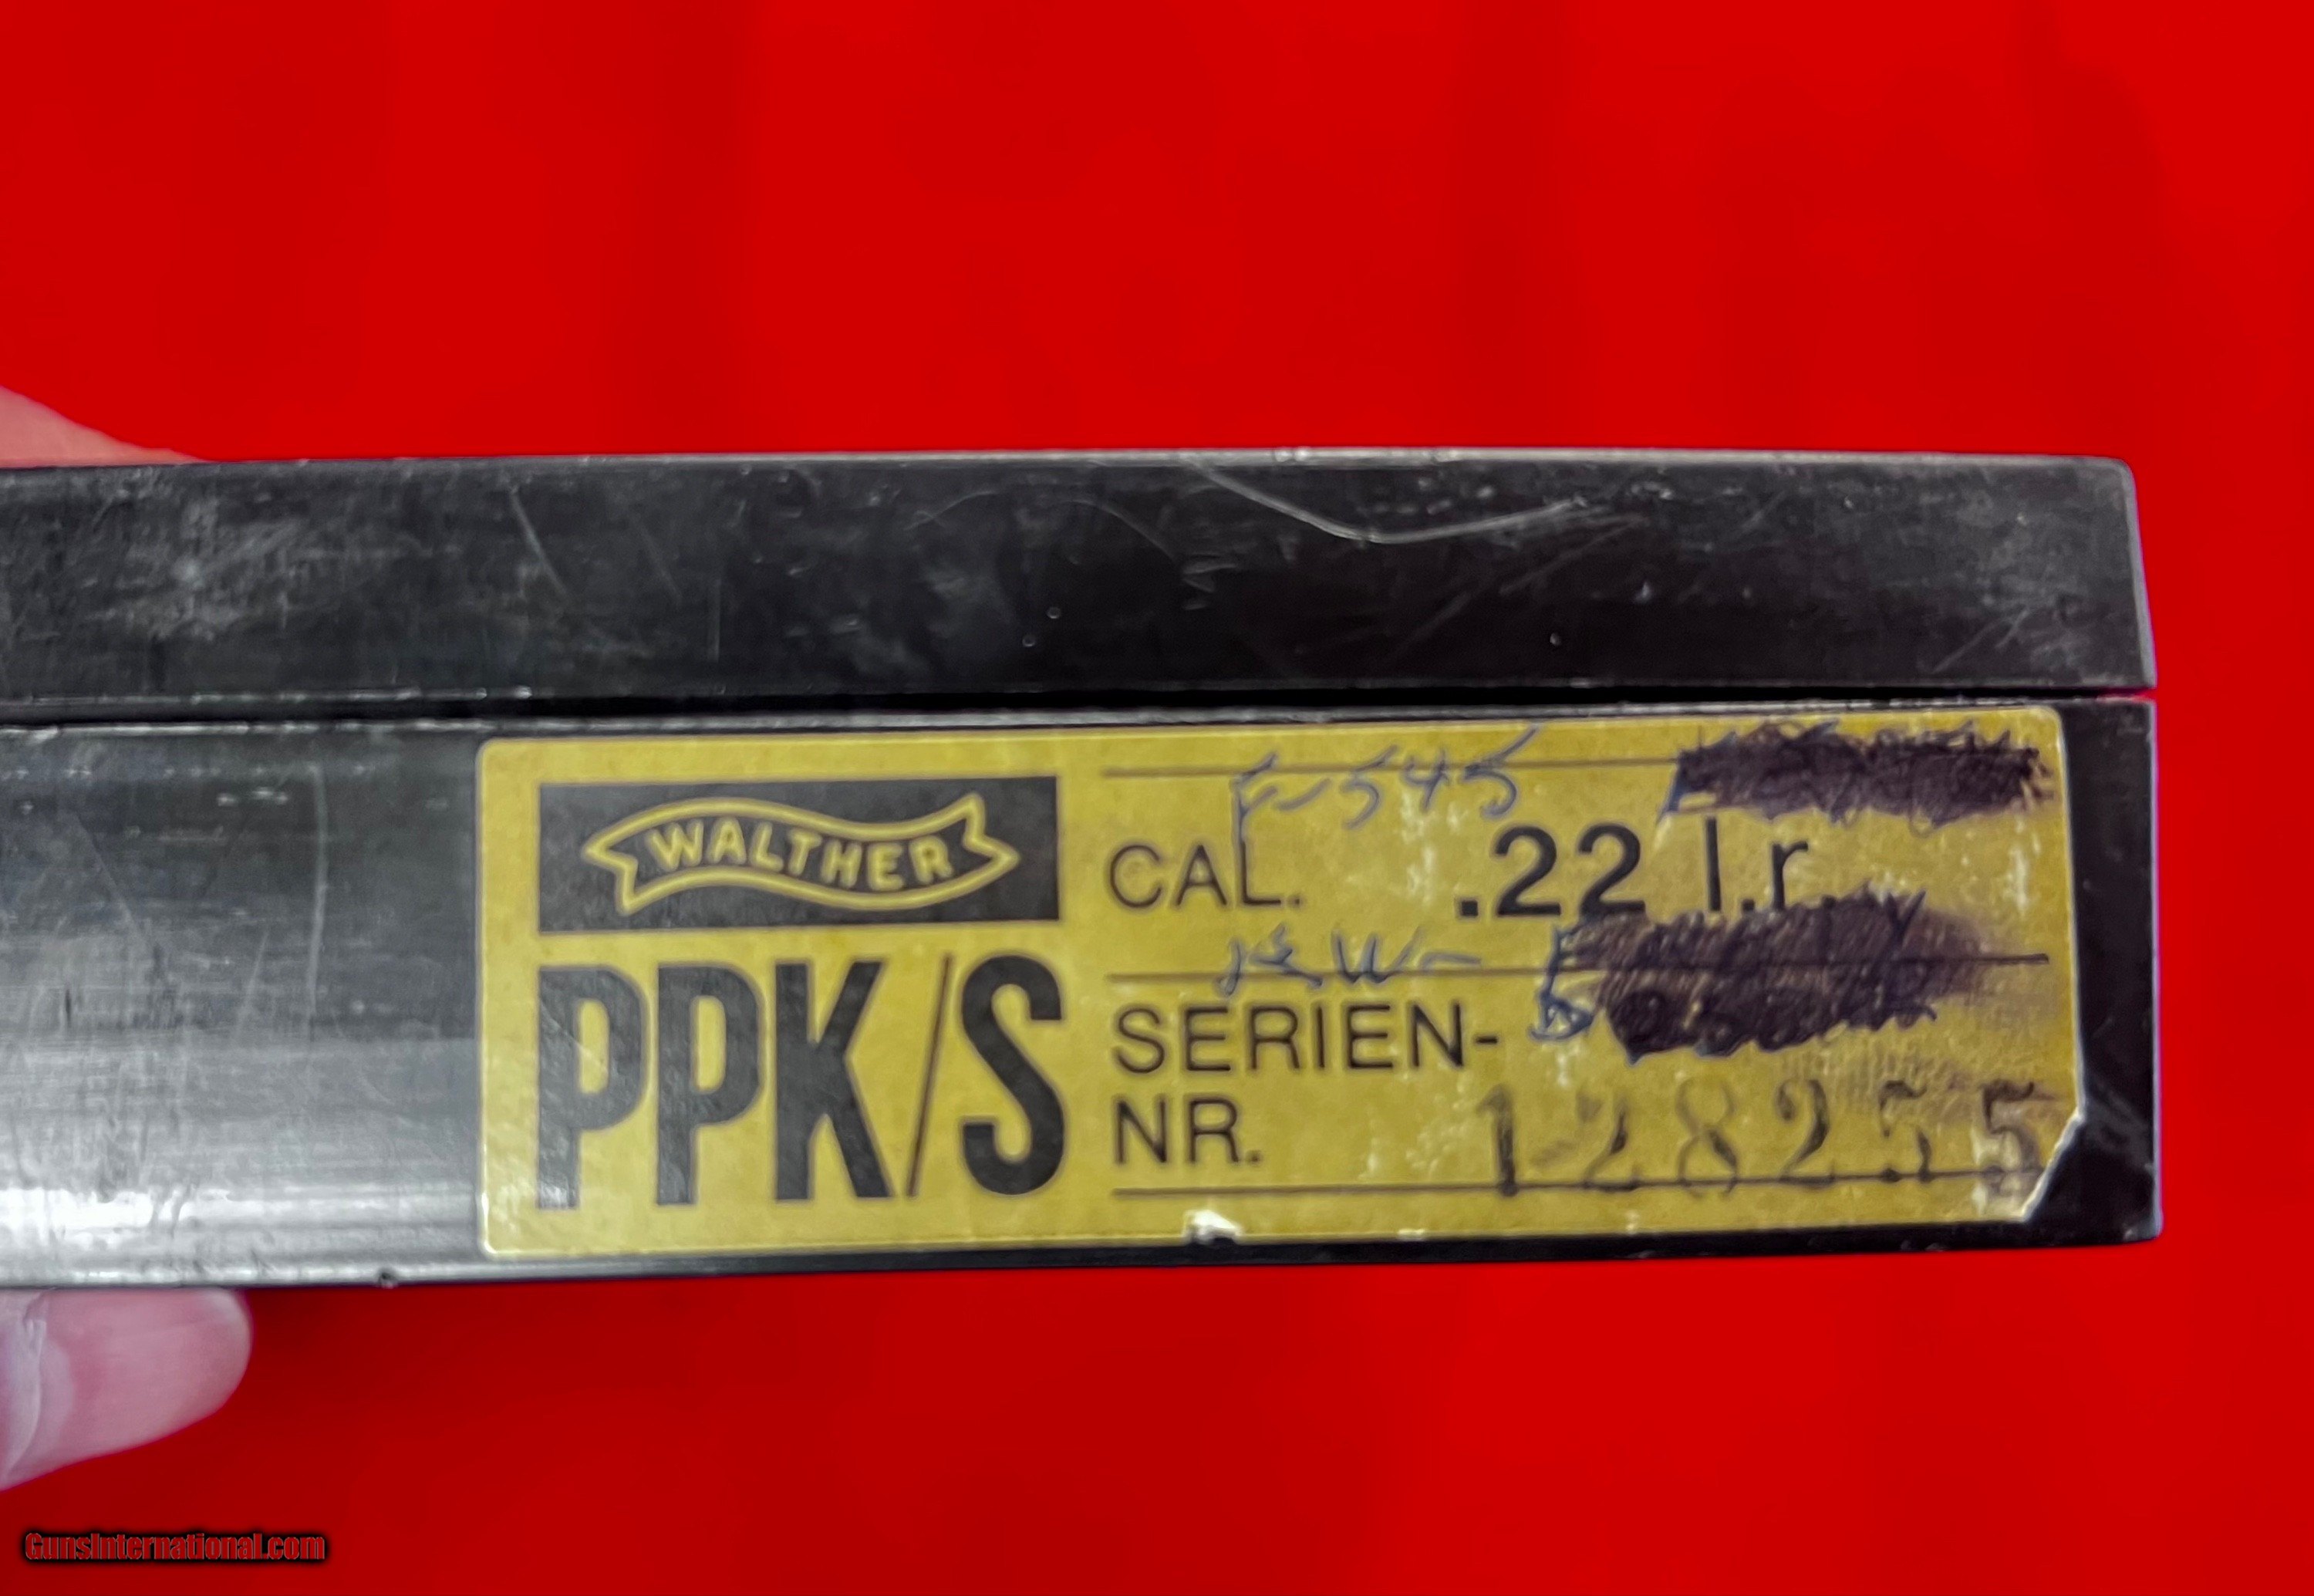 WALTHER
PPK/S
F-545
CAL. .22 l.r.
SERIEN-
NR. 128255
GunsInternational.com